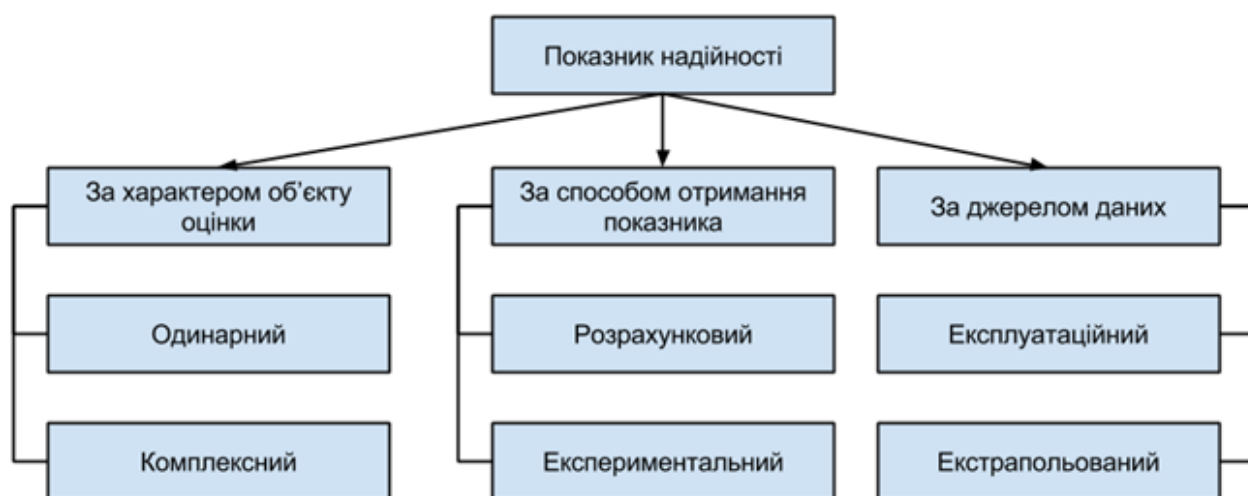 Показник надійності
За характером об’єкту
оцінки
За способом отримання
показника
За джерелом даних
Одинарний
Розрахунковий
Експлуатаційний
Комплексний
Експериментальний
Екстрапольований